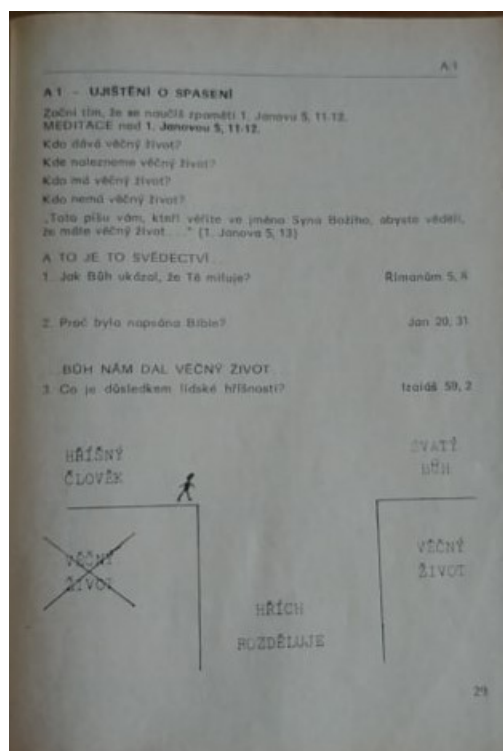 A 1
A 1 - UJIŠTĚNÍ O SPASENÍ
Začni tím, že se naučíš zpaměti 1. Janova 5, 11-12.
MEDITACE nad 1. Janovou 5, 11-12.
Kdo dává věčný život?
Kde nalezneme věčný život?
Kdo má věčný život?
Kdo nemá věčný život?
„Toto píšu vám, kteří věříte ve jméno Syna Božího, abyste věděli,
že máte věčný život . . ." (1. Janova 5, 13)
A TO JE TO SVĚDECTVÍ . .
1. Jak Bůh ukázal, že Tě miluje? Římanům 5, 8
2. Proč byla napsána Bible? Jan 20, 31
. . . BŮH NÁM DAL VĚČNÝ ŽIVOT . .
3. Co je důsledkem lidské hříšnosti? Izaiáš 59, 2
HŘÍŠNÝ
ČLOVĚK
SVATÝ
BŮH
VĚČNÝ
ŽIVOT
VĚČNÝ
ŽIVOT
HŘÍCH
ROZDĚLUJE
29